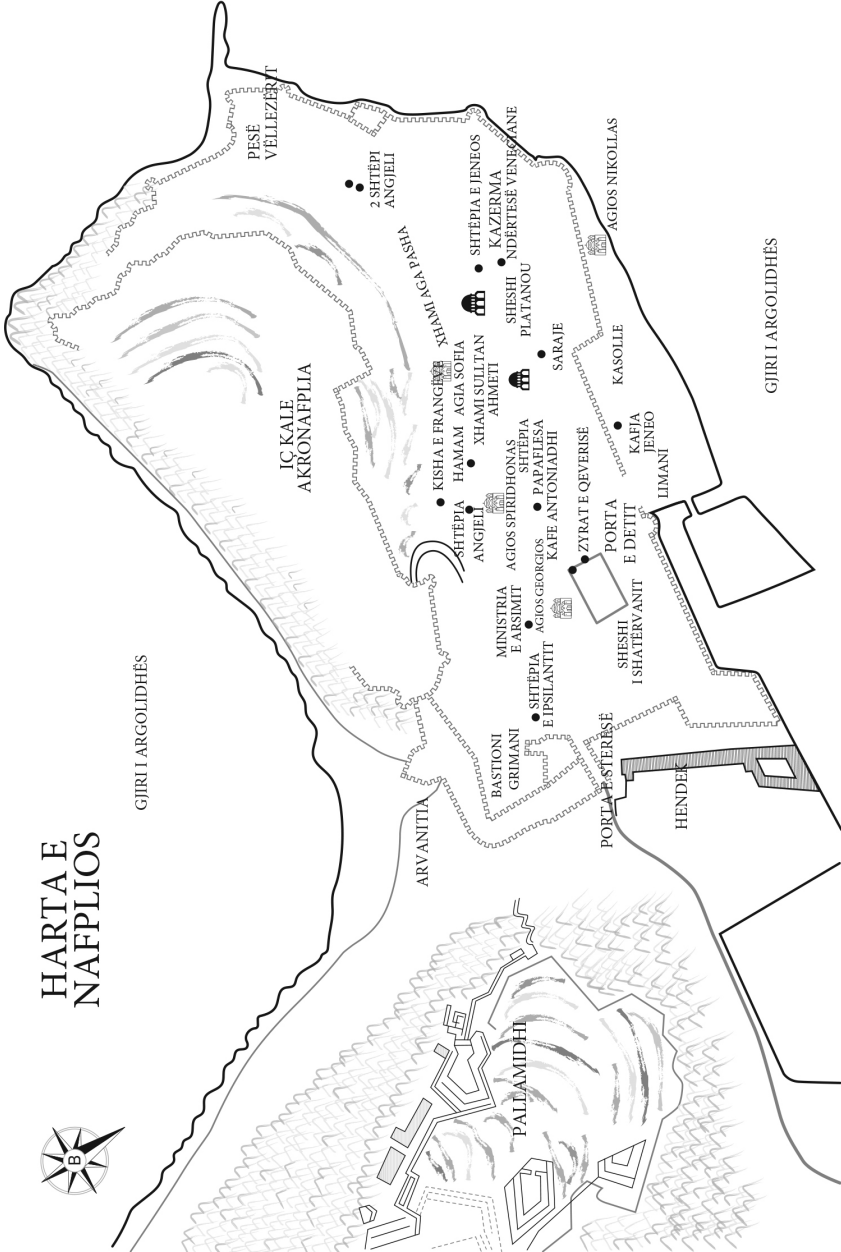 HARTA E
NAFPLIOS
B
GJIRI I ARGOLIDHËS
PESË
VËLLEZËRIT
2 SHTËPI
ANGJELI
IÇ KALE
AKRONAFPLIA
XHAMI AGA PASHA
SHTËPIA E JENEOS
KAZERMA
NDËRTESË VENECIANE
SHESHI
PLATANOU
KISHA E FRANGËVE
HAMAM
AGIA SOFIA
XHAMI SULLTAN
AHMETI
SARAJE
AGIOS NIKOLLAS
KASOLLE
GJIRI I ARGOLIDHËS
SHTËPIA
ANGJELI
AGIOS SPIRIDHONAS
SHTËPIA
PAPAFLESA
KAFE ANTONIADHI
ZYRAT E QEVERISË
KAFJA
JENEO
LIMANI
PORTA
E DETIT
MINISTRIA
E ARSIMIT
AGIOS GEORGIOS
SHESHI
I SHATËRVANIT
SHTËPIA
E IPSILANTIT
BASTIONI
GRIMANI
ARVANITIA
PORTA E STERESË
HENDEK
PALLAMIDHI